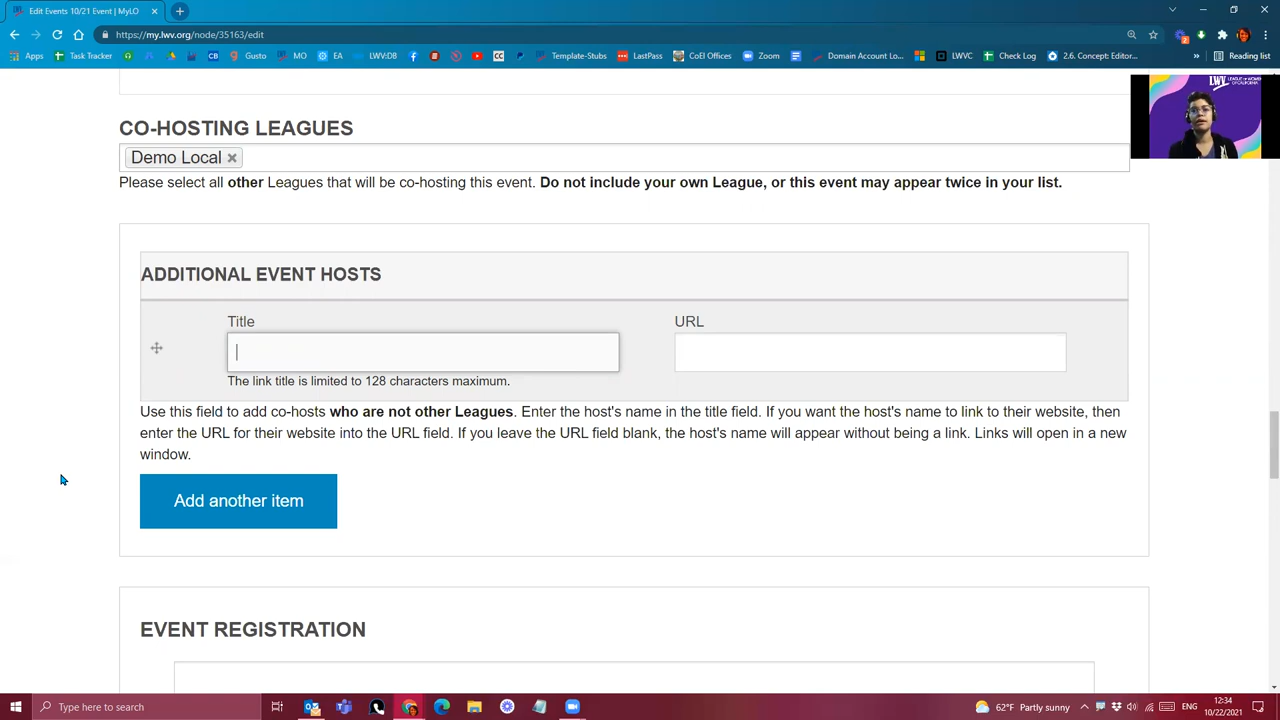 Edit Events 10/21 Event | MyLO
https://my.lwv.org/node/35163/edit
Apps Task Tracker CB Gusto MO EA LWV:DB CC Template-Stubs LastPass CoEI Offices Zoom Domain Account Lo... LWVC Check Log 2.6. Concept: Editor... » Reading list
LWV LEAGUE OF WOMEN
CO-HOSTING LEAGUES
Demo Local
Please select all other Leagues that will be co-hosting this event. Do not include your own League, or this event may appear twice in your list.
ADDITIONAL EVENT HOSTS
Title URL
The link title is limited to 128 characters maximum.
Use this field to add co-hosts who are not other Leagues. Enter the host's name in the title field. If you want the host's name to link to their website, then
enter the URL for their website into the URL field. If you leave the URL field blank, the host's name will appear without being a link. Links will open in a new
window.
Add another item
EVENT REGISTRATION
Type here to search
62°F Partly sunny
ENG
12:34
10/22/2021